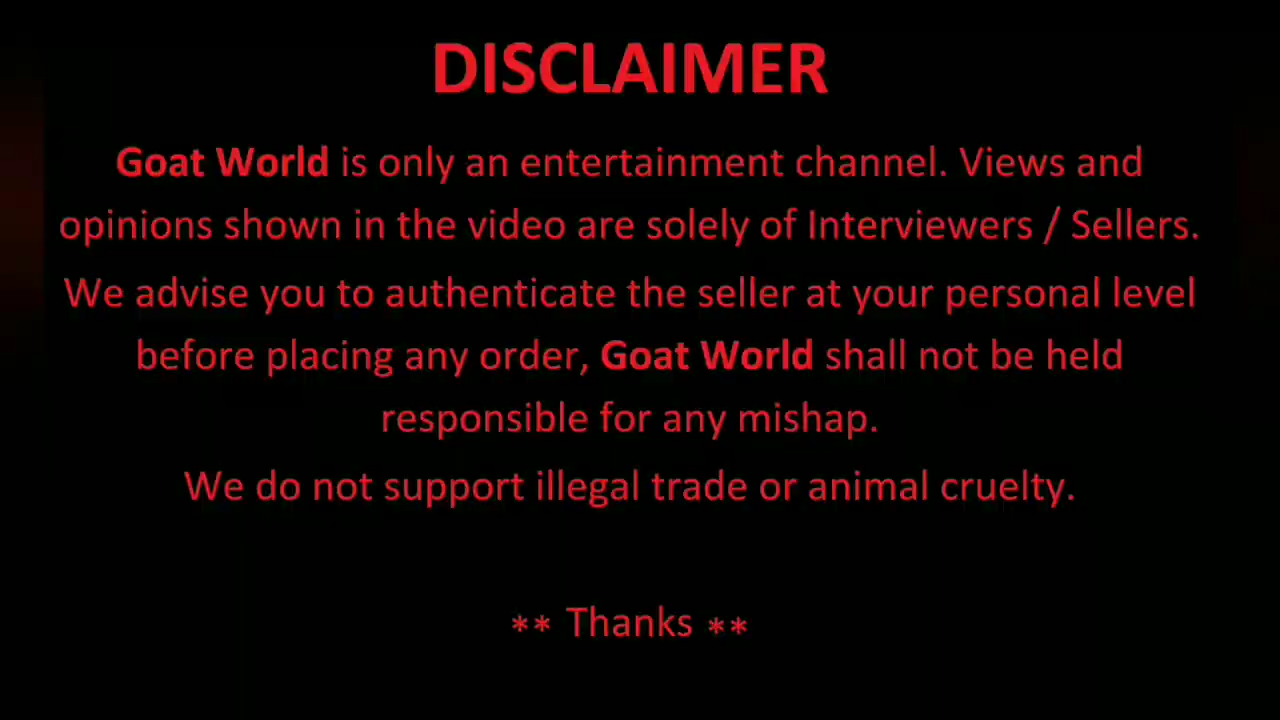 DISCLAIMER
Goat World is only an entertainment channel. Views and
opinions shown in the video are solely of Interviewers / Sellers.
We advise you to authenticate the seller at your personal level
before placing any order, Goat World shall not be held
responsible for any mishap.
We do not support illegal trade or animal cruelty.
** Thanks **